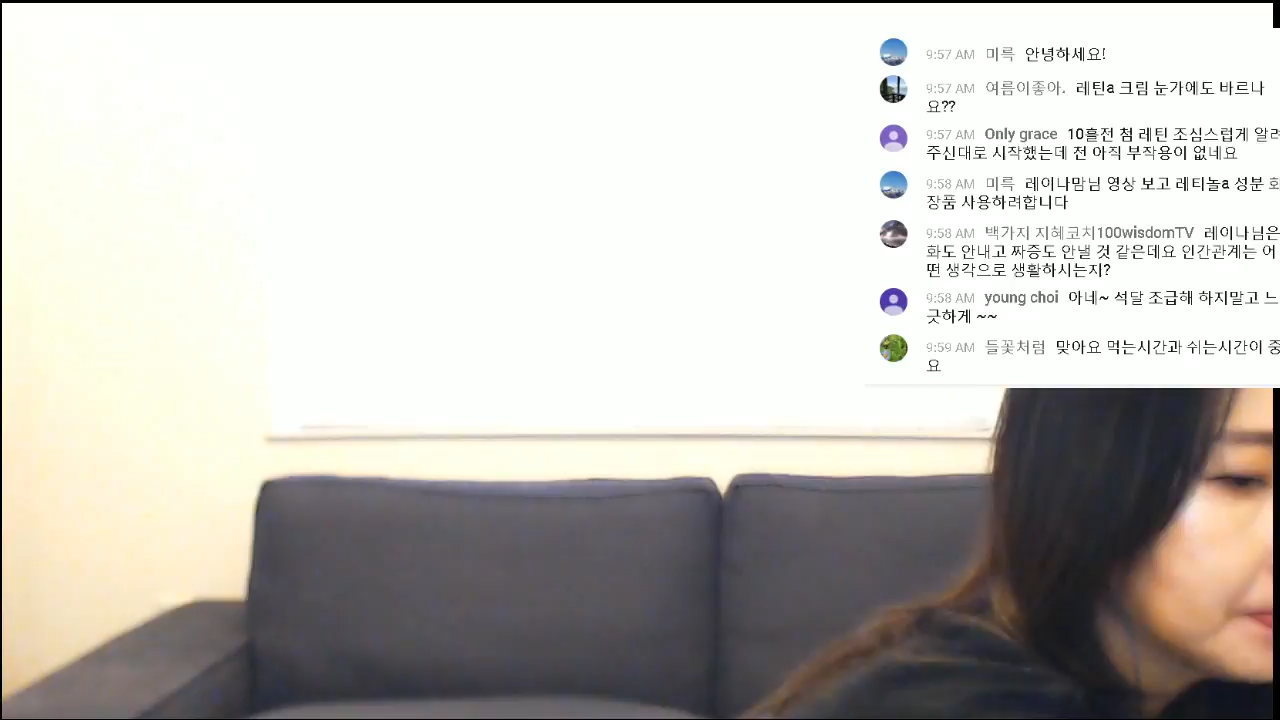 9:57 AM 미륵 안녕하세요!
9:57 AM 여름이좋아. 레틴a 크림 눈가에도 바르나
요??
9:57 AM Only grace 10흘전 첨 레틴 조심스럽게 알려
주신대로 시작했는데 전 아직 부작용이 없네요
9:58 AM 미륵 레이나맘님 영상 보고 레티놀a 성분 화
장품 사용하려합니다
9:58 AM 백가지 지혜코치100wisdomTV 레이나님은
화도 안내고 짜증도 안낼 것 같은데요 인간관계는 어
떤 생각으로 생활하시는지?
9:58 AM young choi 아네~ 석달 조급해 하지말고 느
긋하게 ~~
9:59 AM 들꽃처럼 맞아요 먹는시간과 쉬는시간이 중
요